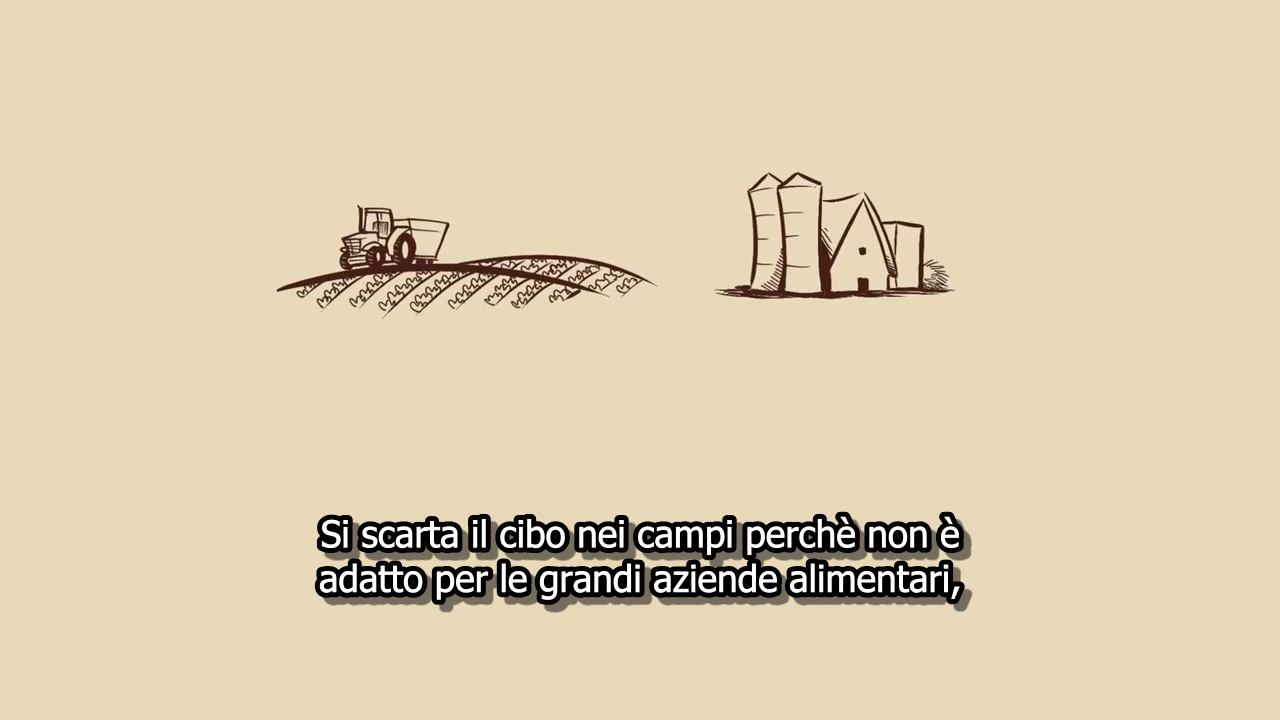 Si scarta il cibo nei campi perchè non è
adatto per le grandi aziende alimentari,